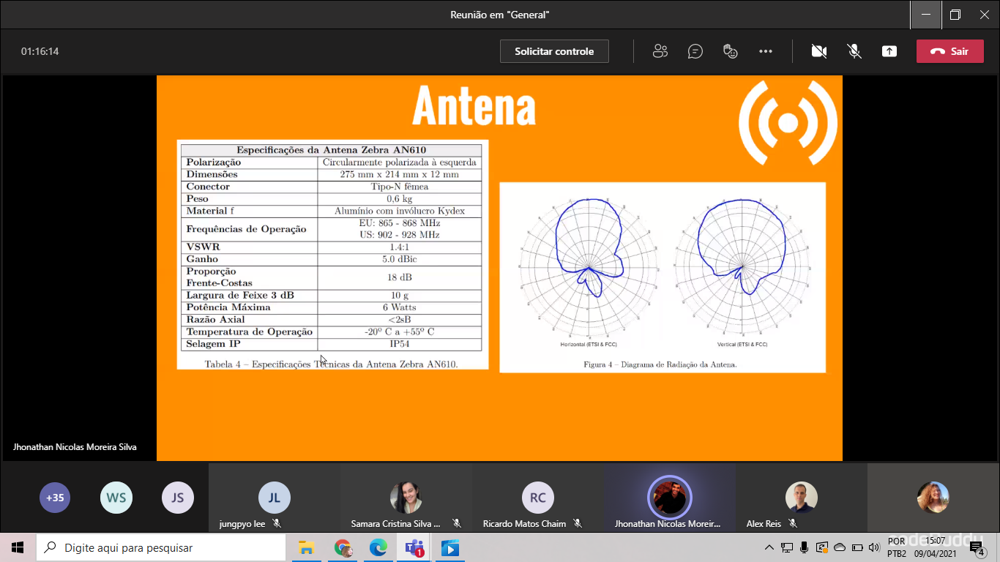 Reunião em "General"
01:16:14
Solicitar controle
Sair
Antena
Especificações da Antena Zebra AN610
Polarização Circularmente polarizada à esquerda
Dimensões 275 mm x 214 mm x 12 mm
Conector Tipo-N fêmea
Peso 0,6 kg
Material f Alumínio com invólucro Kydex
Frequências de Operação EU: 865 - 868 MHz
US: 902 - 928 MHz
VSWR 1.4:1
Ganho 5.0 dBic
Proporção
Frente-Costas 18 dB
Largura de Feixe 3 dB 10 g
Potência Máxima 6 Watts
Razão Axial <2sB
Temperatura de Operação -20º C a +55º C
Selagem IP IP54
Tabela 4 – Especificações Técnicas da Antena Zebra AN610.
Horizontal (ETSI & FCC)
Vertical (ETSI & FCC)
Figura 4 – Diagrama de Radiação da Antena.
Jhonathan Nicolas Moreira Silva
+35
WS
JS
JL
RC
jungpyo lee
Samara Cristina Silva ...
Ricardo Matos Chaim
Jhonathan Nicolas Moreir...
Alex Reis
Digite aqui para pesquisar
1
POR
PTB2
15:07
09/04/2021
4